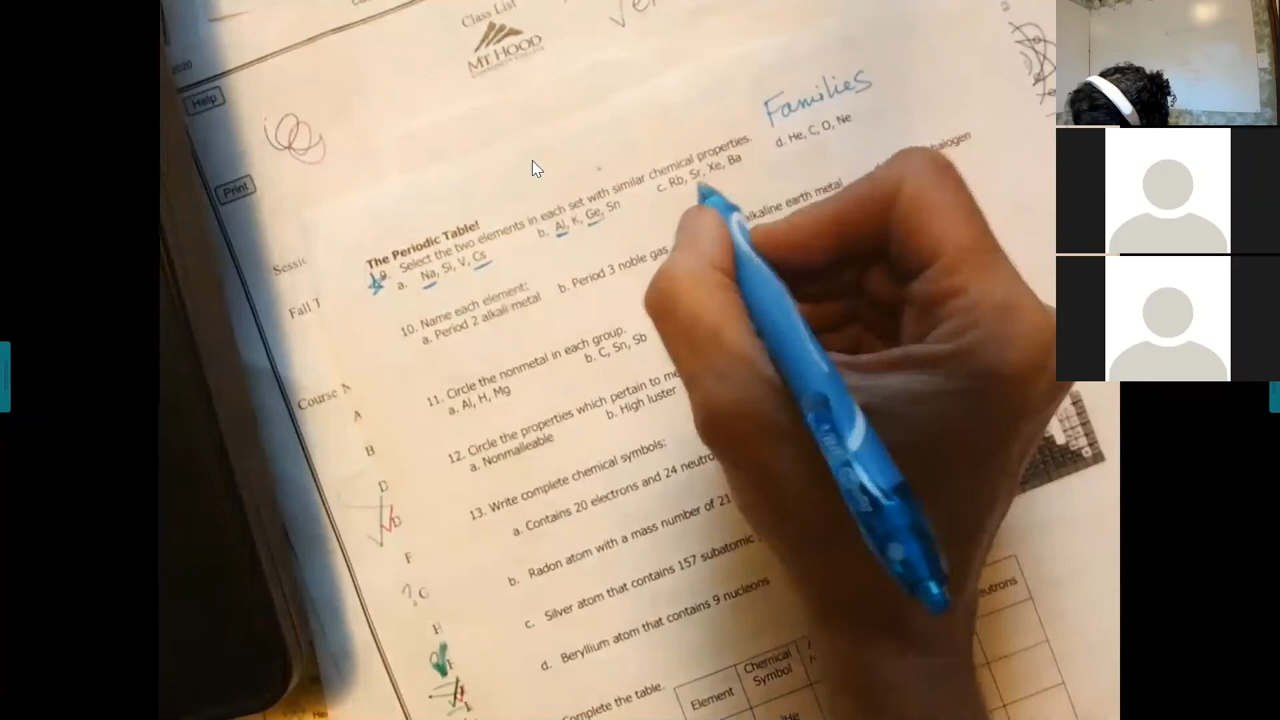 Class List
MT HOOD
2020
Help
Print
Families
The Periodic Table!
9. Select the two elements in each set with similar chemical properties.
a. Na, Si, V, Cs b. Al, K, Ge, Sn c. Rb, Sr, Xe, Ba d. He, C, O, Ne
10. Name each element:
a. Period 2 alkali metal b. Period 3 noble gas alkaline earth metal halogen
11. Circle the nonmetal in each group.
a. Al, H, Mg b. C, Sn, Sb
12. Circle the properties which pertain to
a. Nonmalleable b. High luster
13. Write complete chemical symbols:
a. Contains 20 electrons and 24
b. Radon atom with a mass number of 21
c. Silver atom that contains 157 subatomic
d. Beryllium atom that contains 9 nucleons
Complete the table.
Element Chemical Symbol
Fall
Course
A
B
D
D
F